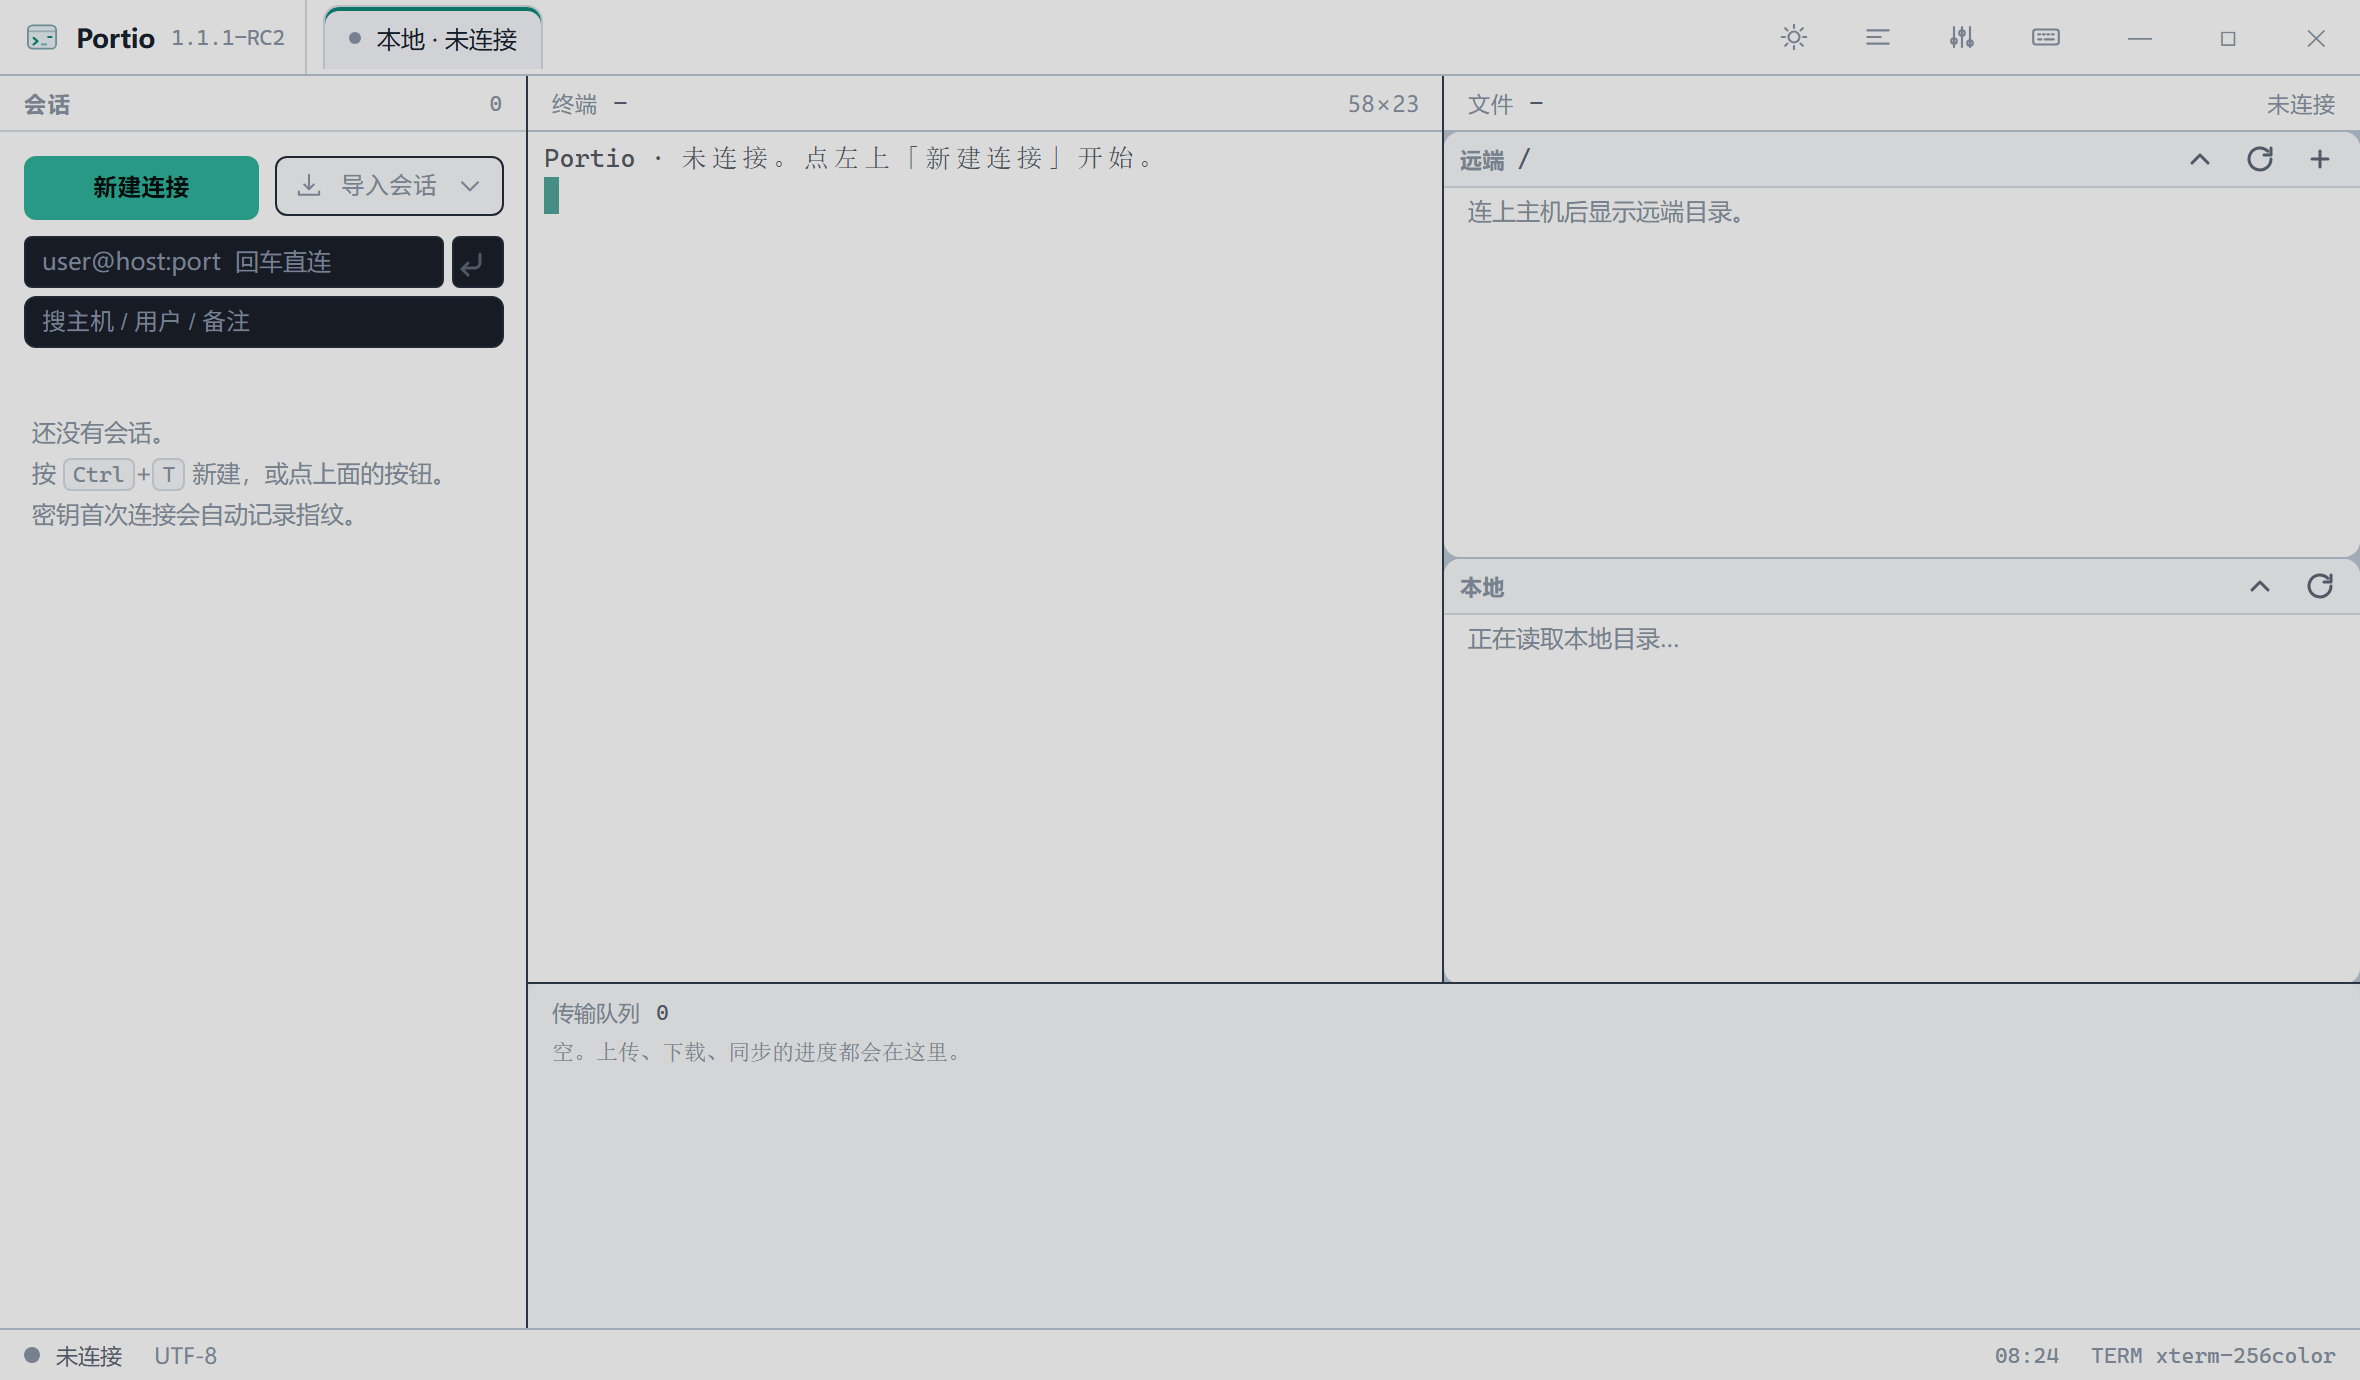 Portio 1.1.1-RC2
本地 · 未连接
会话 0
新建连接
导入会话
user@host:port 回车直连
搜主机 / 用户 / 备注
还没有会话。
按 Ctrl+T 新建，或点上面的按钮。
密钥首次连接会自动记录指纹。
终端 — 58×23
Portio · 未连接。点左上「新建连接」开始。
文件 — 未连接
远端 /
连上主机后显示远端目录。
本地
正在读取本地目录…
传输队列 0
空。上传、下载、同步的进度都会在这里。
未连接 UTF-8
08:24 TERM xterm-256color